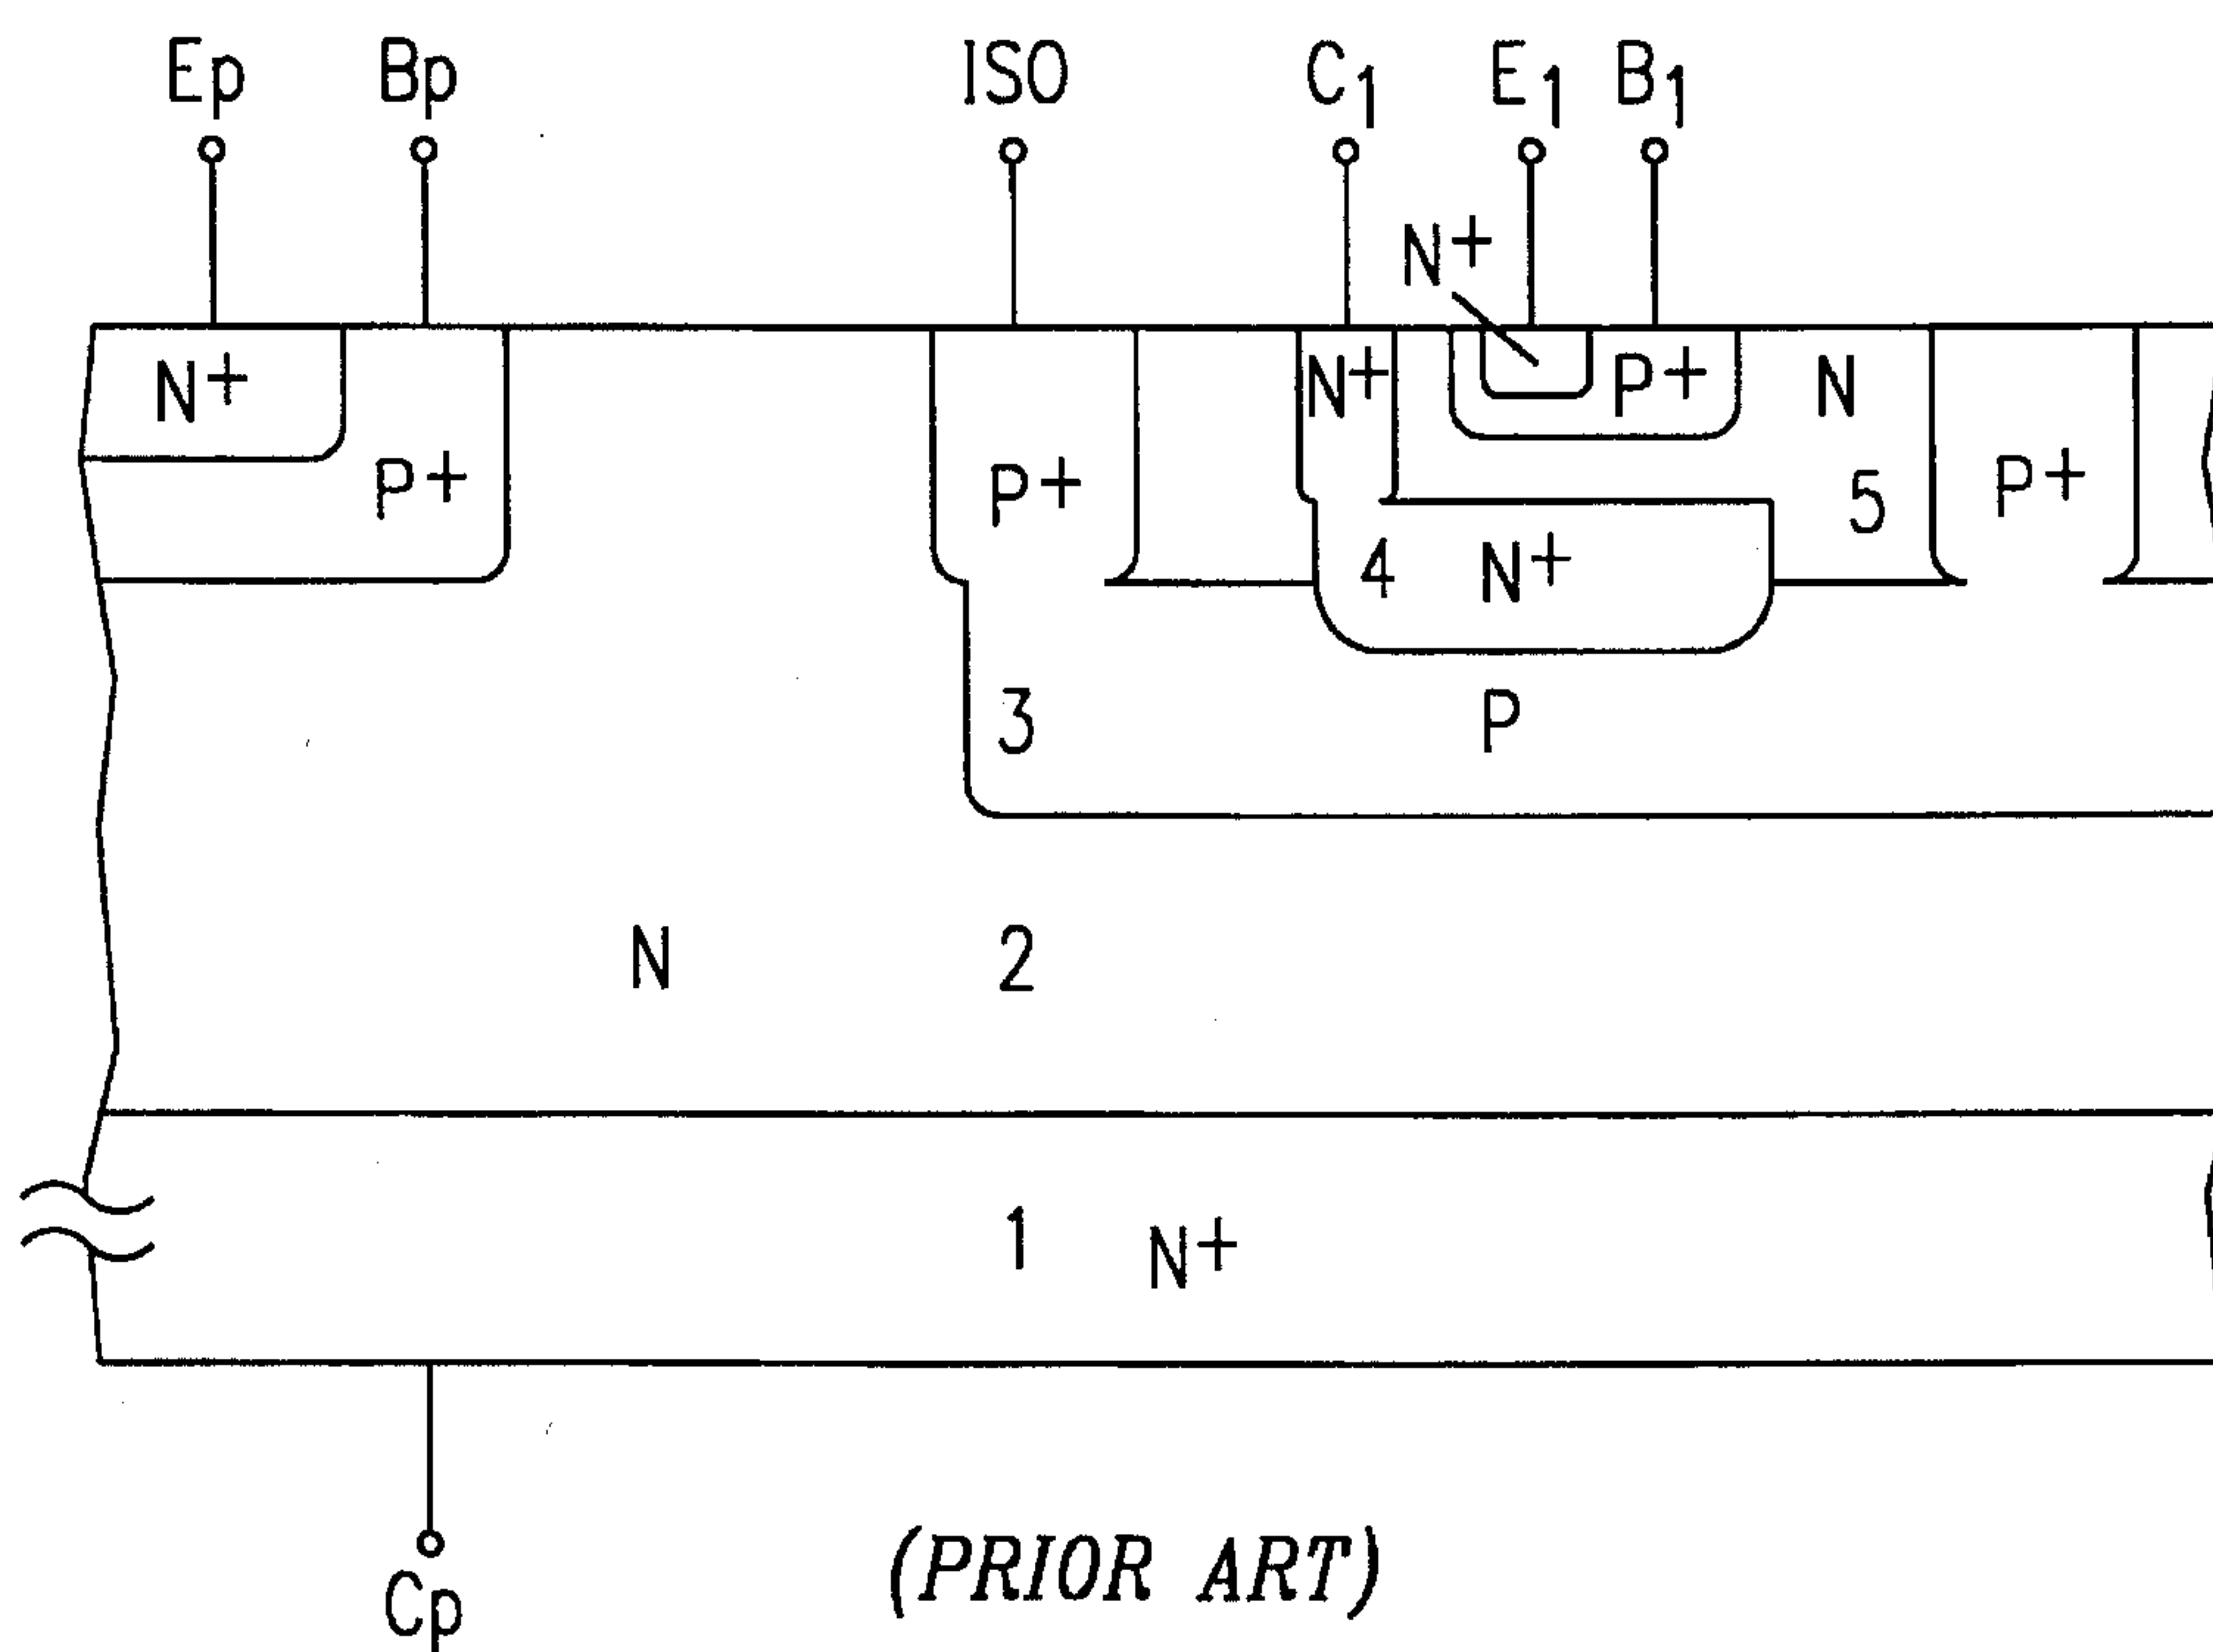 Ep Bp ISO C1 E1 B1
N+
N+ N+ P+ N
P+ P+ 5 P+
4 N+
3 P
N 2
1 N+
(PRIOR ART)
Cp